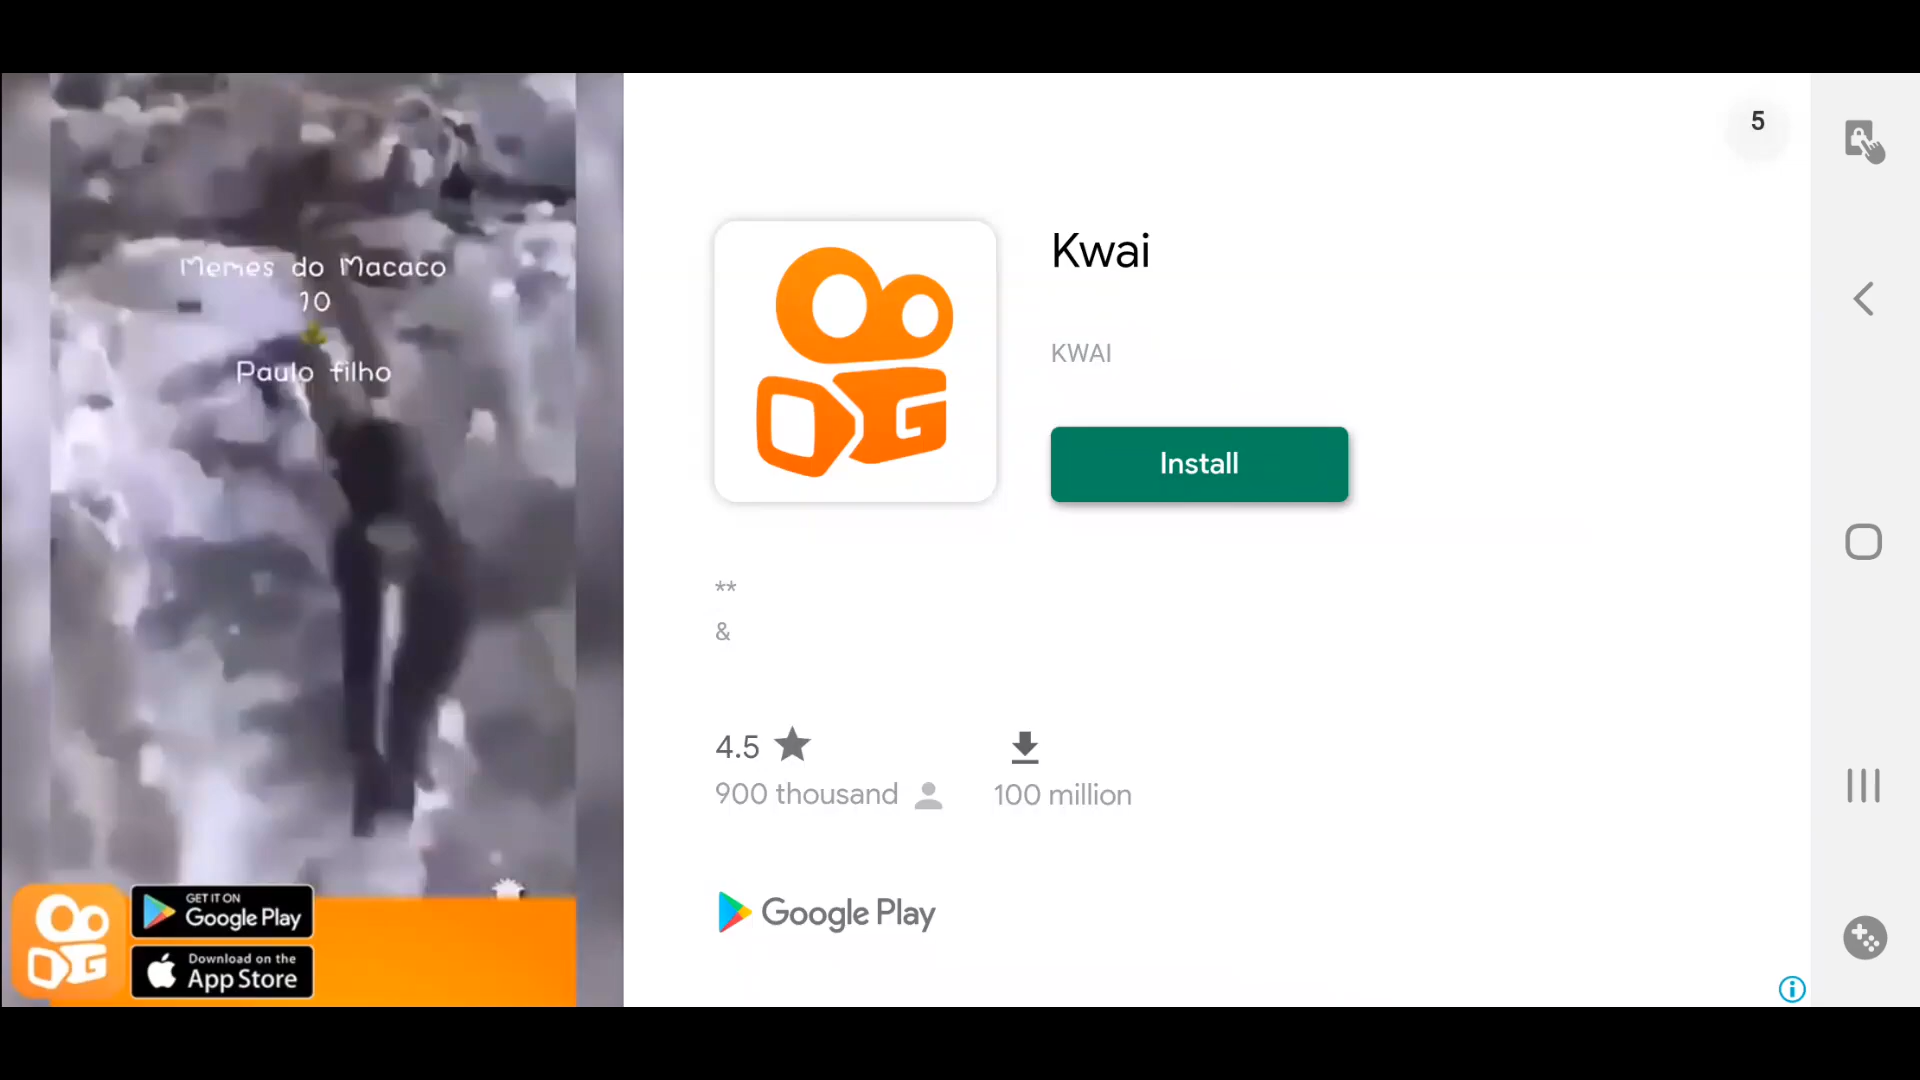 Memes do Macaco
10
Paulo filho
GET IT ON
Google Play
Download on the
App Store
5
Kwai
KWAI
Install
**
&
4.5
900 thousand
100 million
Google Play